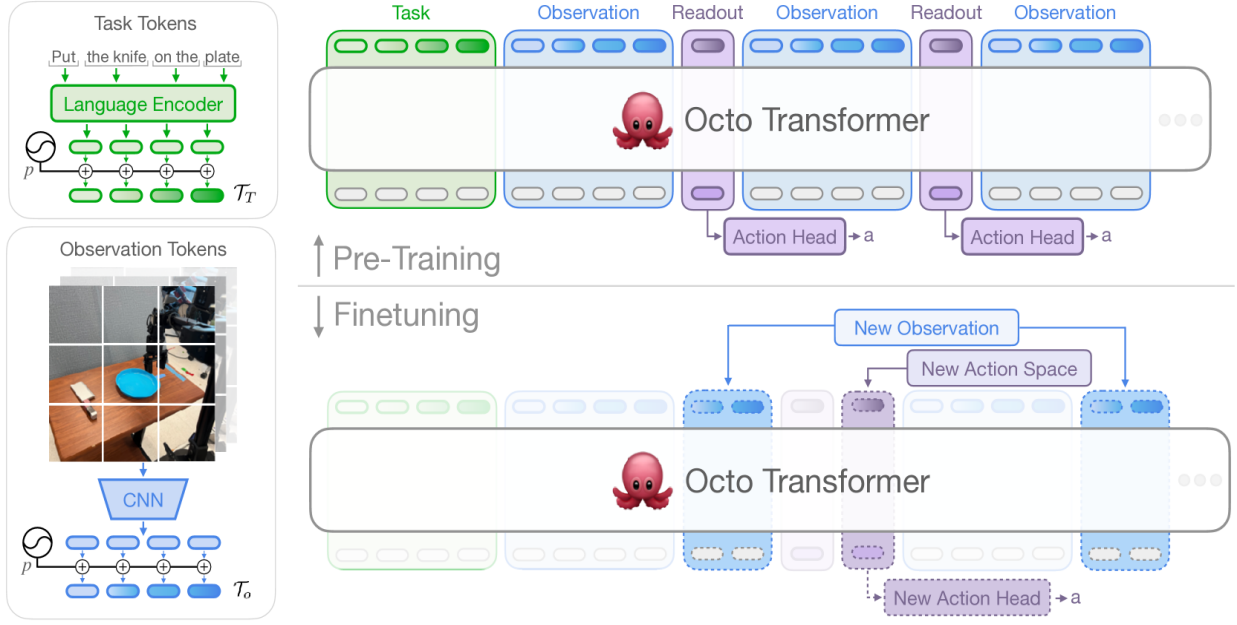 Task Tokens
Put the knife on the plate
Language Encoder
p
𝒯_T
Observation Tokens
CNN
p
𝒯_o
Task Observation Readout Observation Readout Observation
Octo Transformer
Action Head a Action Head a
Pre-Training
Finetuning
New Observation
New Action Space
Octo Transformer
New Action Head a